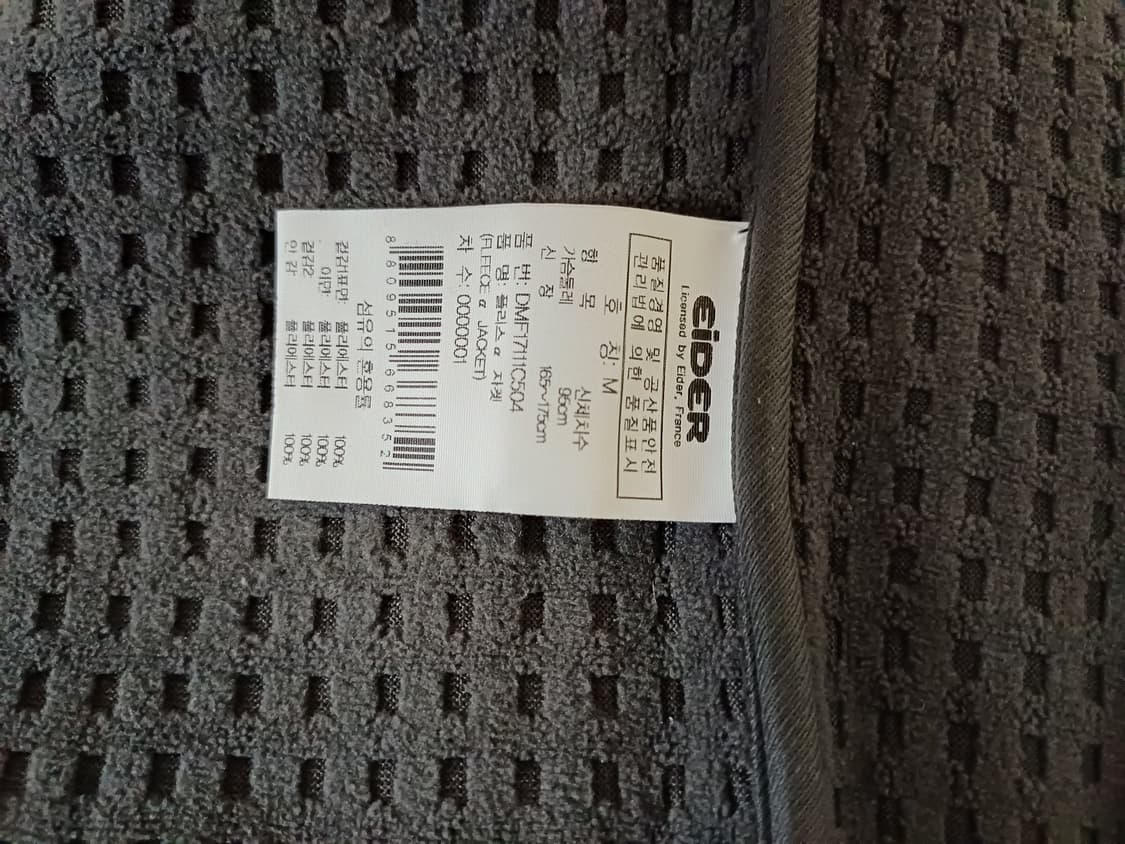 EiDER
Licensed by Eider, France
품질경영 및 공산품안전
관리법에 의한 품질표시
호 칭: M
항 목 신체치수
가슴둘레 95cm
신 장 165~175cm
품 번: DMF17111C504
품 명: 플리스 α 자켓
(FLEECE α JACKET)
차 수: 0000001
8809515668352
섬유의 혼용률
겉감1표면: 폴리에스터 100%
이면: 폴리에스터 100%
겉감2: 폴리에스터 100%
안 감: 폴리에스터 100%